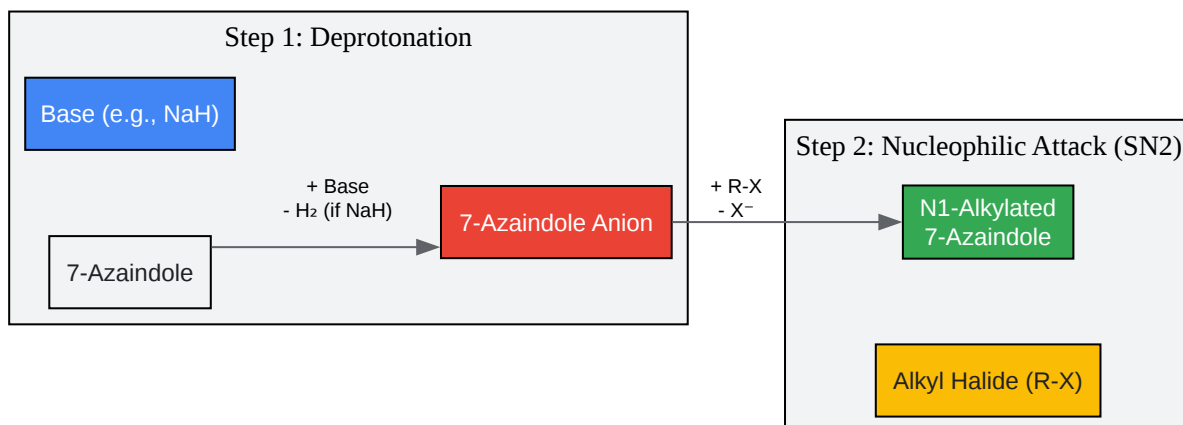 Step 1: Deprotonation
Base (e.g., NaH)
+ Base
- H₂ (if NaH)
7-Azaindole
7-Azaindole Anion
+ R-X
- X⁻
Step 2: Nucleophilic Attack (SN2)
N1-Alkylated
7-Azaindole
Alkyl Halide (R-X)